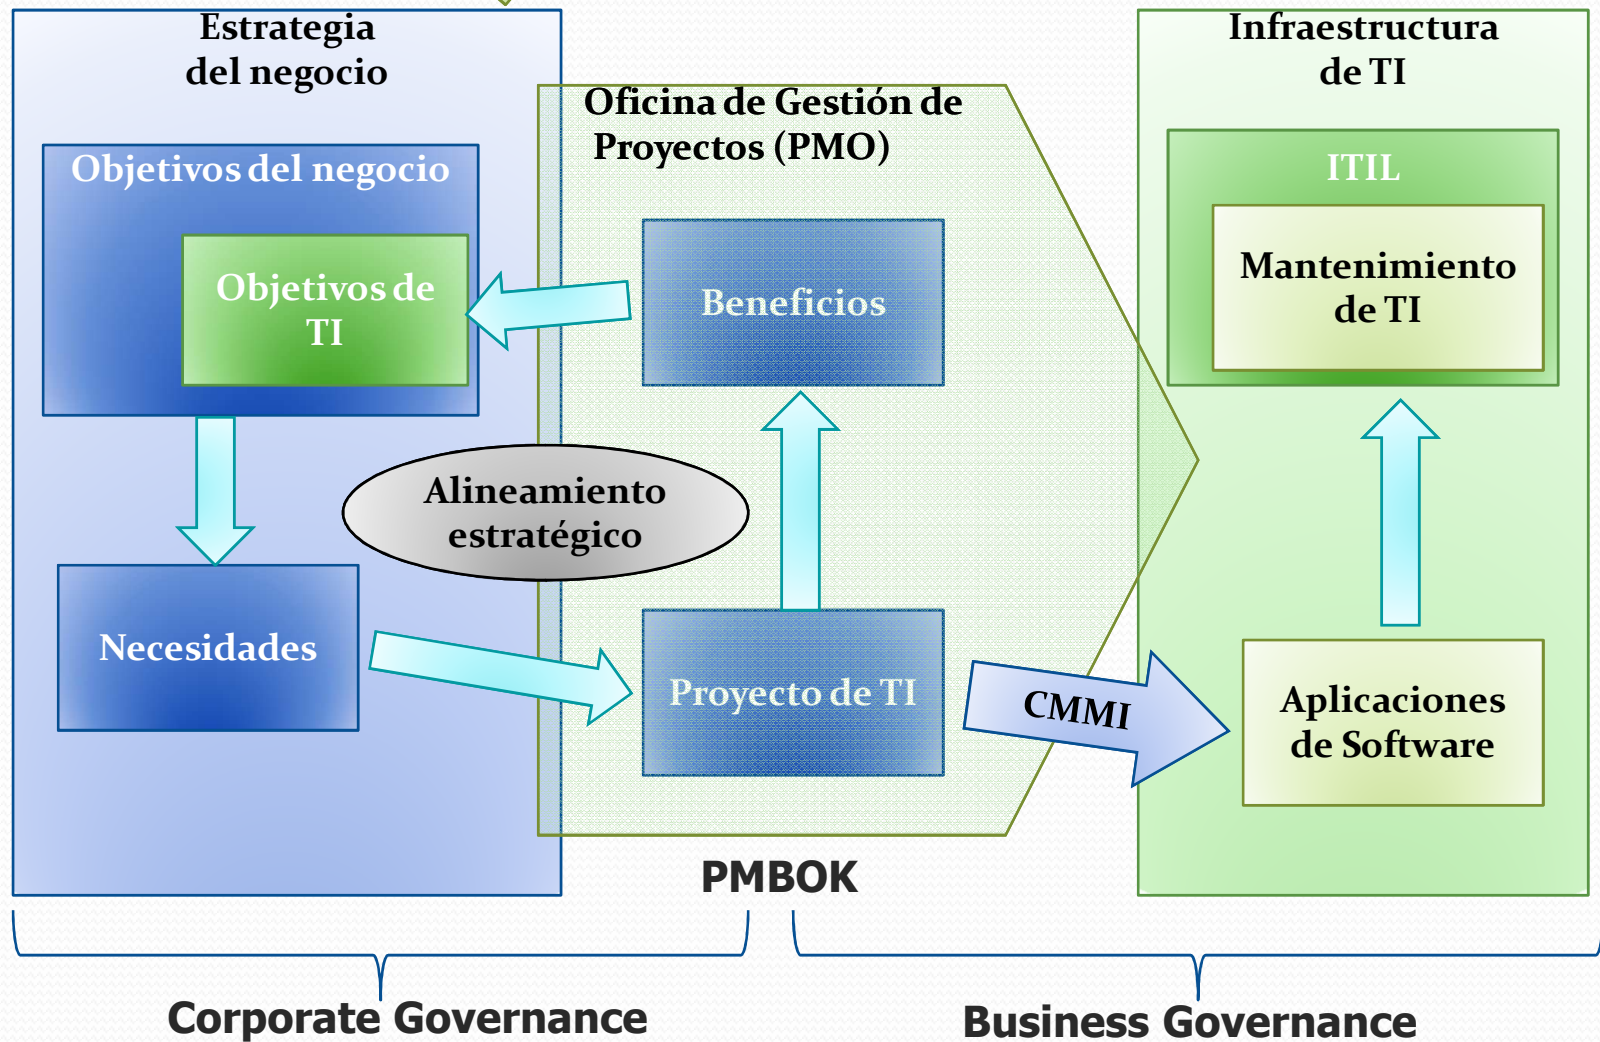 Estrategia
del negocio
Objetivos del negocio
Objetivos de
TI
Necesidades
Alineamiento
estratégico
Oficina de Gestión de
Proyectos (PMO)
Beneficios
Proyecto de TI
CMMI
PMBOK
Infraestructura
de TI
ITIL
Mantenimiento
de TI
Aplicaciones
de Software
Corporate Governance
Business Governance